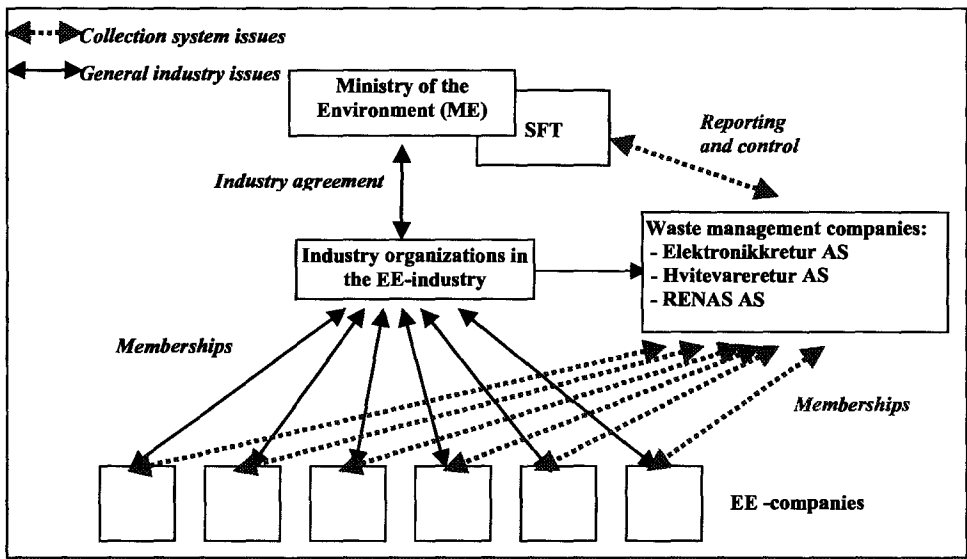 Collection system issues
General industry issues
Ministry of the
Environment (ME)
SFT
Reporting
and control
Industry agreement
Waste management companies:
- Elektronikkretur AS
- Hvitevareretur AS
- RENAS AS
Industry organizations in
the EE-industry
Memberships
Memberships
EE -companies